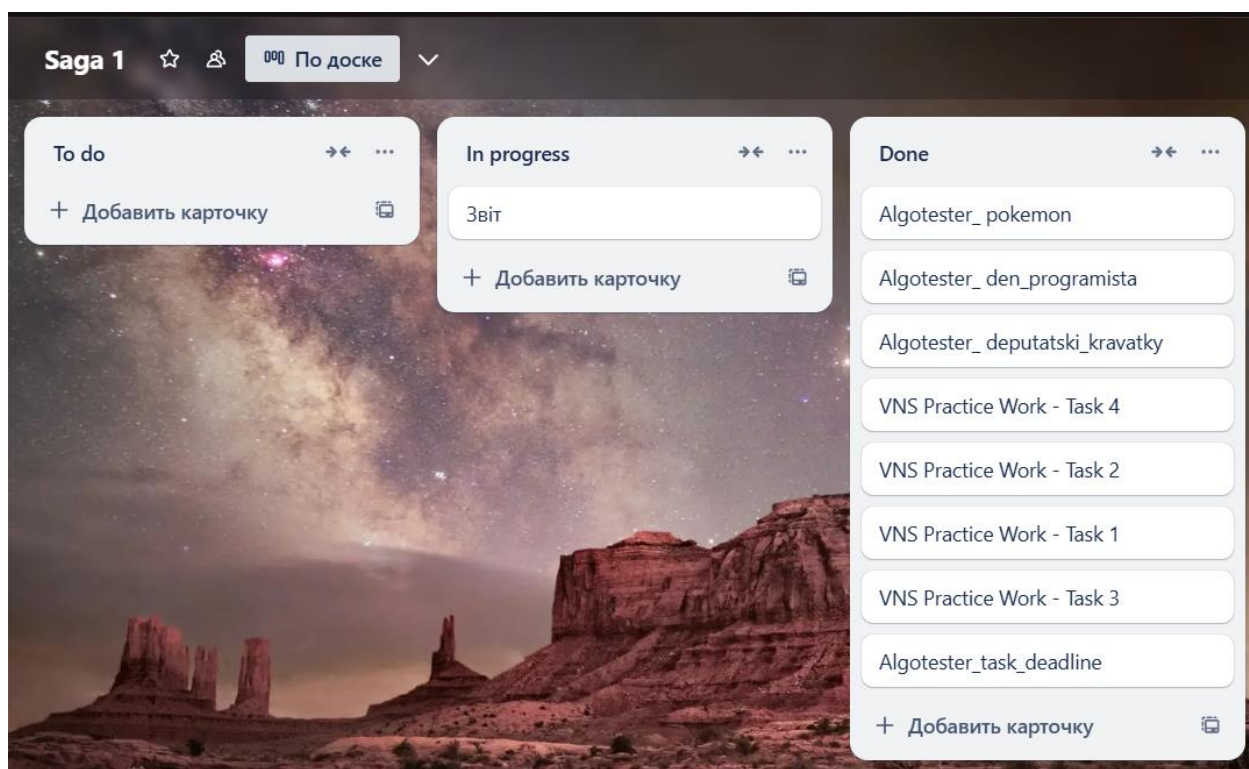 Saga 1
По доске
To do
Добавить карточку
In progress
Звіт
Добавить карточку
Done
Algotester_ pokemon
Algotester_ den_programista
Algotester_ deputatski_kravatky
VNS Practice Work - Task 4
VNS Practice Work - Task 2
VNS Practice Work - Task 1
VNS Practice Work - Task 3
Algotester_task_deadline
Добавить карточку